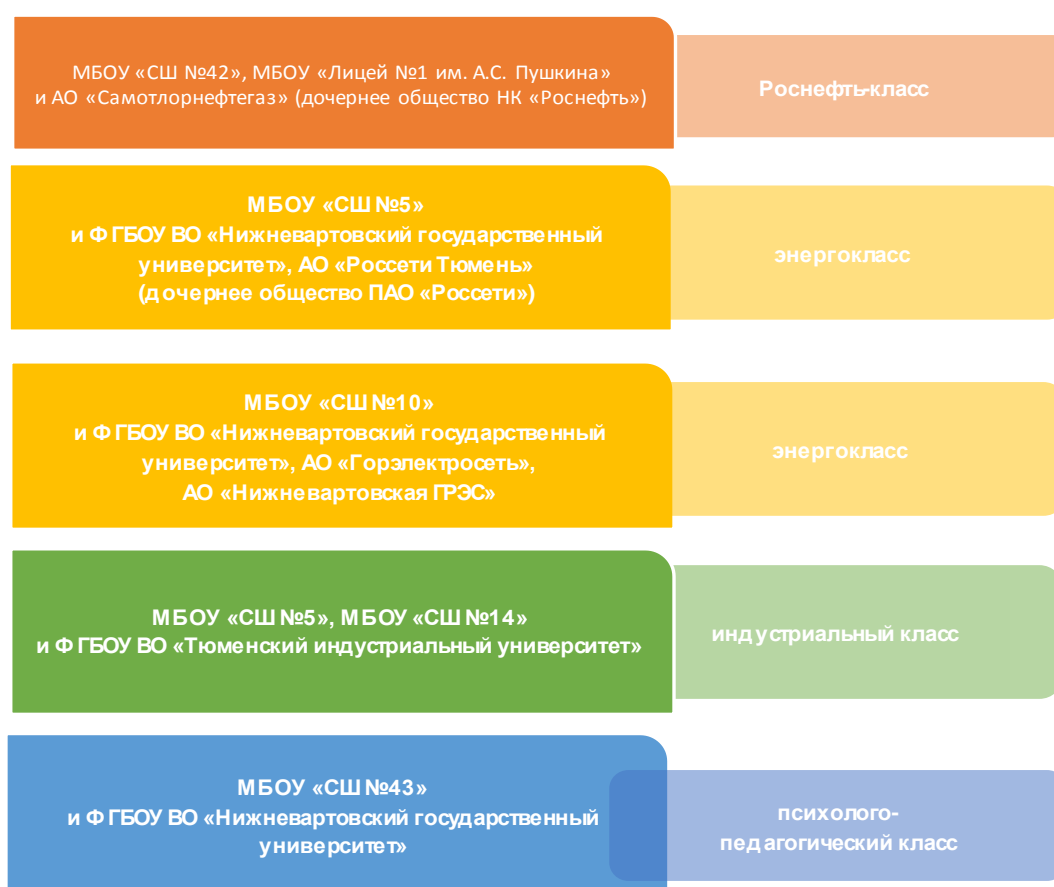 МБОУ «СШ №42», МБОУ «Лицей №1 им. А.С. Пушкина»
и АО «Самотлорнефтегаз» (дочернее общество НК «Роснефть»)
Роснефть-класс
МБОУ «СШ №5»
и ФГБОУ ВО «Нижневартовский государственный
университет», АО «Россети Тюмень»
(дочернее общество ПАО «Россети»)
энергокласс
МБОУ «СШ №10»
и ФГБОУ ВО «Нижневартовский государственный
университет», АО «Горэлектросеть»,
АО «Нижневартовская ГРЭС»
энергокласс
МБОУ «СШ №5», МБОУ «СШ №14»
и ФГБОУ ВО «Тюменский индустриальный университет»
индустриальный класс
МБОУ «СШ №43»
и ФГБОУ ВО «Нижневартовский государственный
университет»
психолого-
педагогический класс